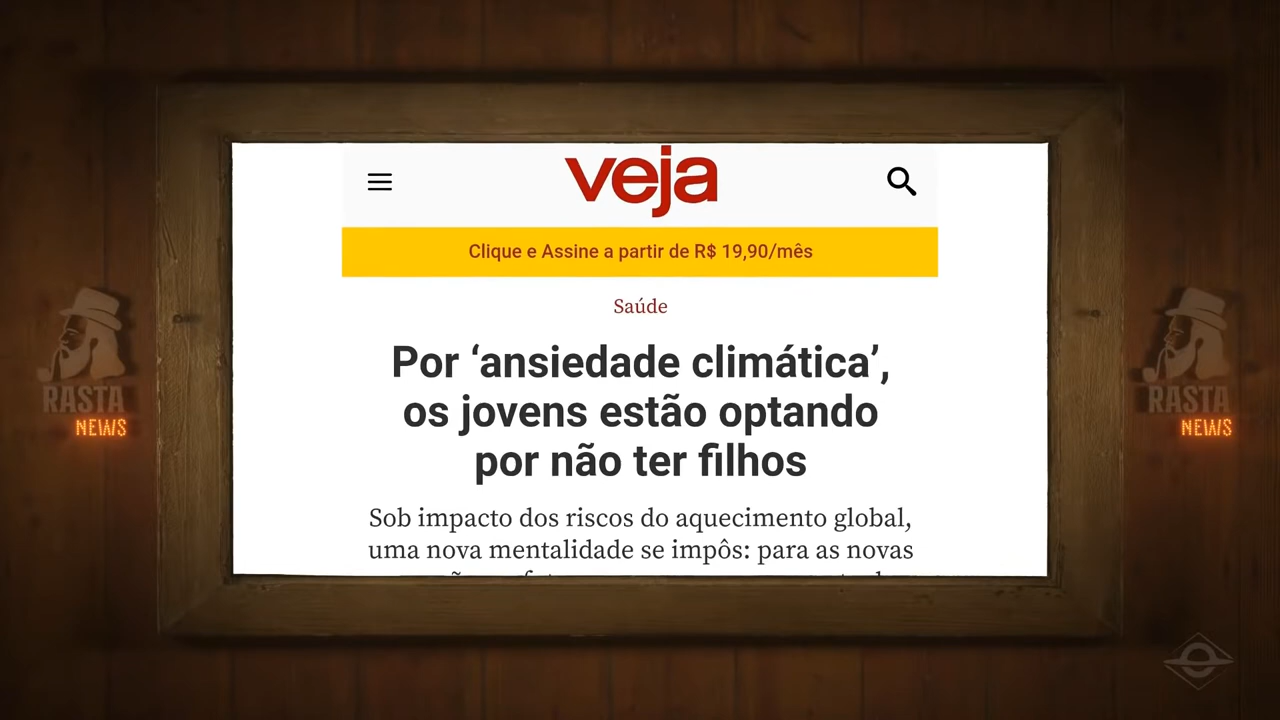 veja
Clique e Assine a partir de R$ 19,90/mês
Saúde
Por ‘ansiedade climática’,
os jovens estão optando
por não ter filhos
Sob impacto dos riscos do aquecimento global,
uma nova mentalidade se impôs: para as novas
RASTA
NEWS
RASTA
NEWS